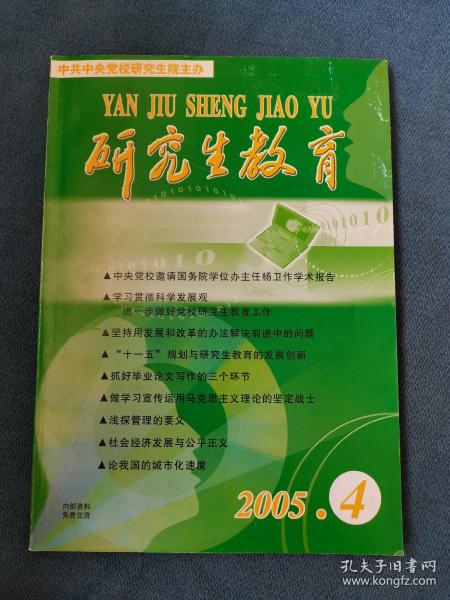 中共中央党校研究生院主办
YAN JIU SHENG JIAO YU
研究生教育
01010101010
1010
01010
▲中央党校邀请国务院学位办主任杨卫作学术报告
▲学习贯彻科学发展观
进一步做好党校研究生教育工作
▲坚持用发展和改革的办法解决前进中的问题
▲“十一五”规划与研究生教育的发展创新
▲抓好毕业论文写作的三个环节
▲做学习宣传运用马克思主义理论的坚定战士
▲浅探管理的要义
▲社会经济发展与公平正义
▲论我国的城市化速度
内部资料
免费交流
2005.4
孔夫子旧书网
www.kongfz.com